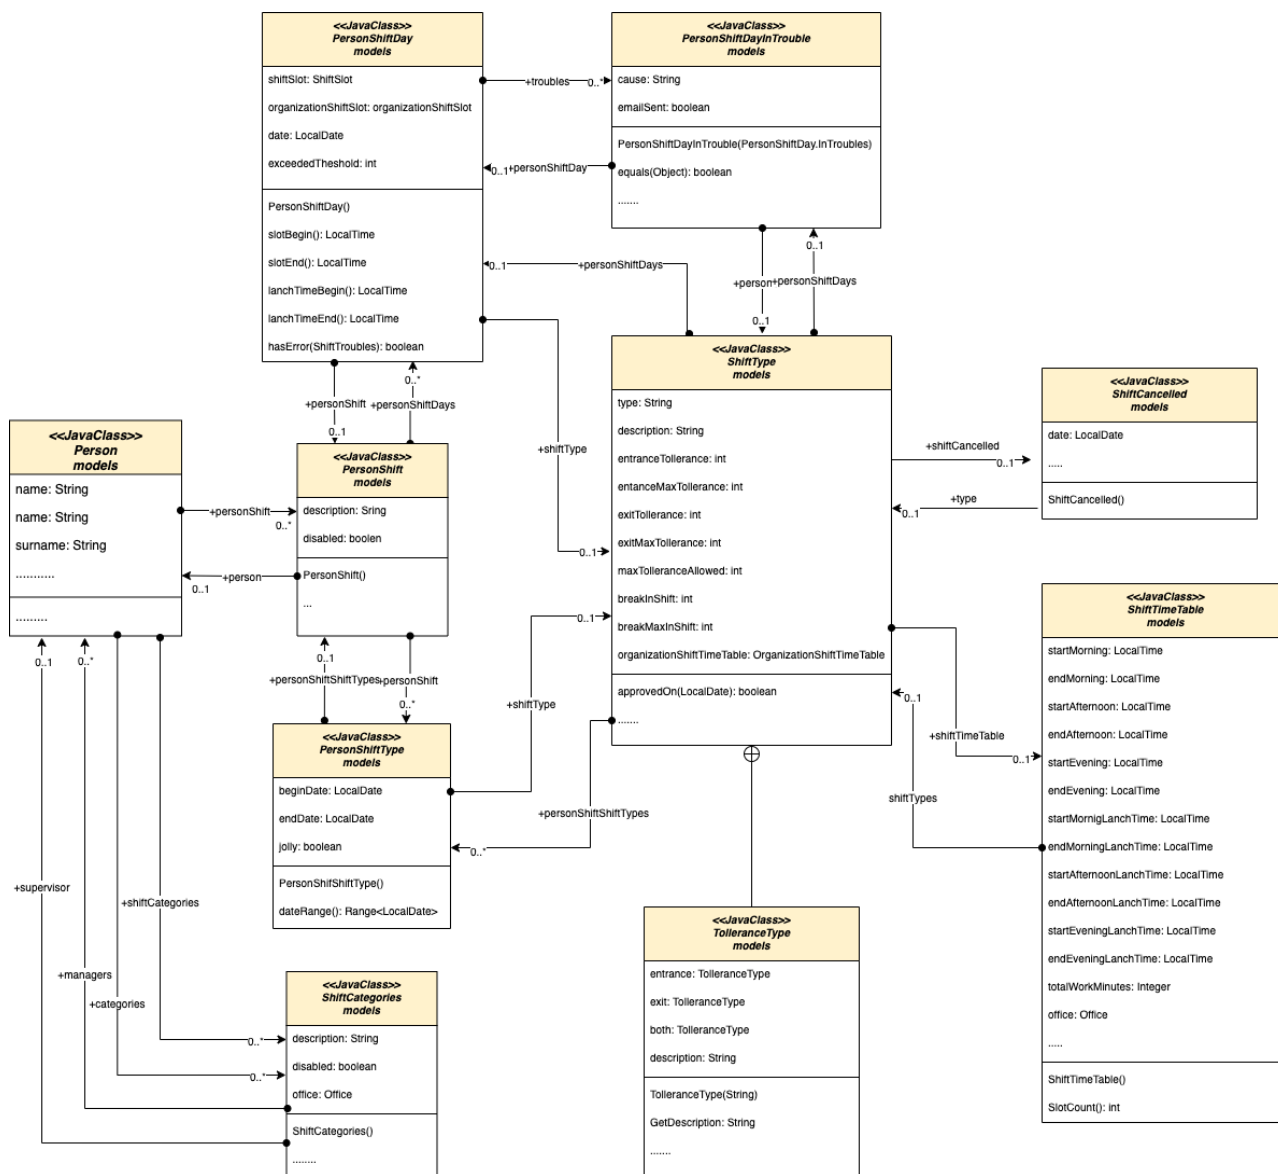 <<JavaClass>>
PersonShiftDay
models
shiftSlot: ShiftSlot
organizationShiftSlot: organizationShiftSlot
date: LocalDate
exceededTheshold: int
PersonShiftDay()
slotBegin(): LocalTime
slotEnd(): LocalTime
lanchTimeBegin(): LocalTime
lanchTimeEnd(): LocalTime
hasError(ShiftTroubles): boolean
<<JavaClass>>
PersonShiftDayInTrouble
models
cause: String
emailSent: boolean
PersonShiftDayInTrouble(PersonShiftDay.InTroubles)
equals(Object): boolean
.......
+troubles
0..*
0..1
+personShiftDay
0..1
+personShiftDays
+person
0..1
0..1
+personShiftDays
+personShift
0..1
0..*
+personShiftDays
+shiftType
0..1
<<JavaClass>>
Person
models
name: String
name: String
surname: String
...........
.........
+personShift
0..*
+person
0..1
<<JavaClass>>
PersonShift
models
description: Sring
disabled: boolen
PersonShift()
...
<<JavaClass>>
ShiftType
models
type: String
description: String
entranceTollerance: int
entanceMaxTollerance: int
exitTollerance: int
exitMaxTollerance: int
maxTolleranceAllowed: int
breakInShift: int
breakMaxInShift: int
organizationShiftTimeTable: OrganizationShiftTimeTable
approvedOn(LocalDate): boolean
.......
<<JavaClass>>
ShiftCancelled
models
date: LocalDate
.....
ShiftCancelled()
+shiftCancelled
0..1
+type
0..1
<<JavaClass>>
ShiftTimeTable
models
startMorning: LocalTime
endMorning: LocalTime
startAfternoon: LocalTime
endAfternoon: LocalTime
startEvening: LocalTime
endEvening: LocalTime
startMornigLanchTime: LocalTime
endMorningLanchTime: LocalTime
startAfternoonLanchTime: LocalTime
endAfternoonLanchTime: LocalTime
startEveningLanchTime: LocalTime
endEveningLanchTime: LocalTime
totalWorkMinutes: Integer
office: Office
.....
ShiftTimeTable()
SlotCount(): int
+shiftTimeTable
0..1
0..1
shiftTypes
0..1
+personShiftShiftTypes
+personShift
0..*
0..1
+shiftType
<<JavaClass>>
PersonShiftType
models
beginDate: LocalDate
endDate: LocalDate
jolly: boolean
PersonShifShiftType()
dateRange(): Range<LocalDate>
+personShiftShiftTypes
0..*
0..1
0..*
+supervisor
+shiftCategories
+managers
+categories
0..*
0..*
<<JavaClass>>
ShiftCategories
models
description: String
disabled: boolean
office: Office
ShiftCategories()
........
<<JavaClass>>
TolleranceType
models
entrance: TolleranceType
exit: TolleranceType
both: TolleranceType
description: String
TolleranceType(String)
GetDescription: String
.......